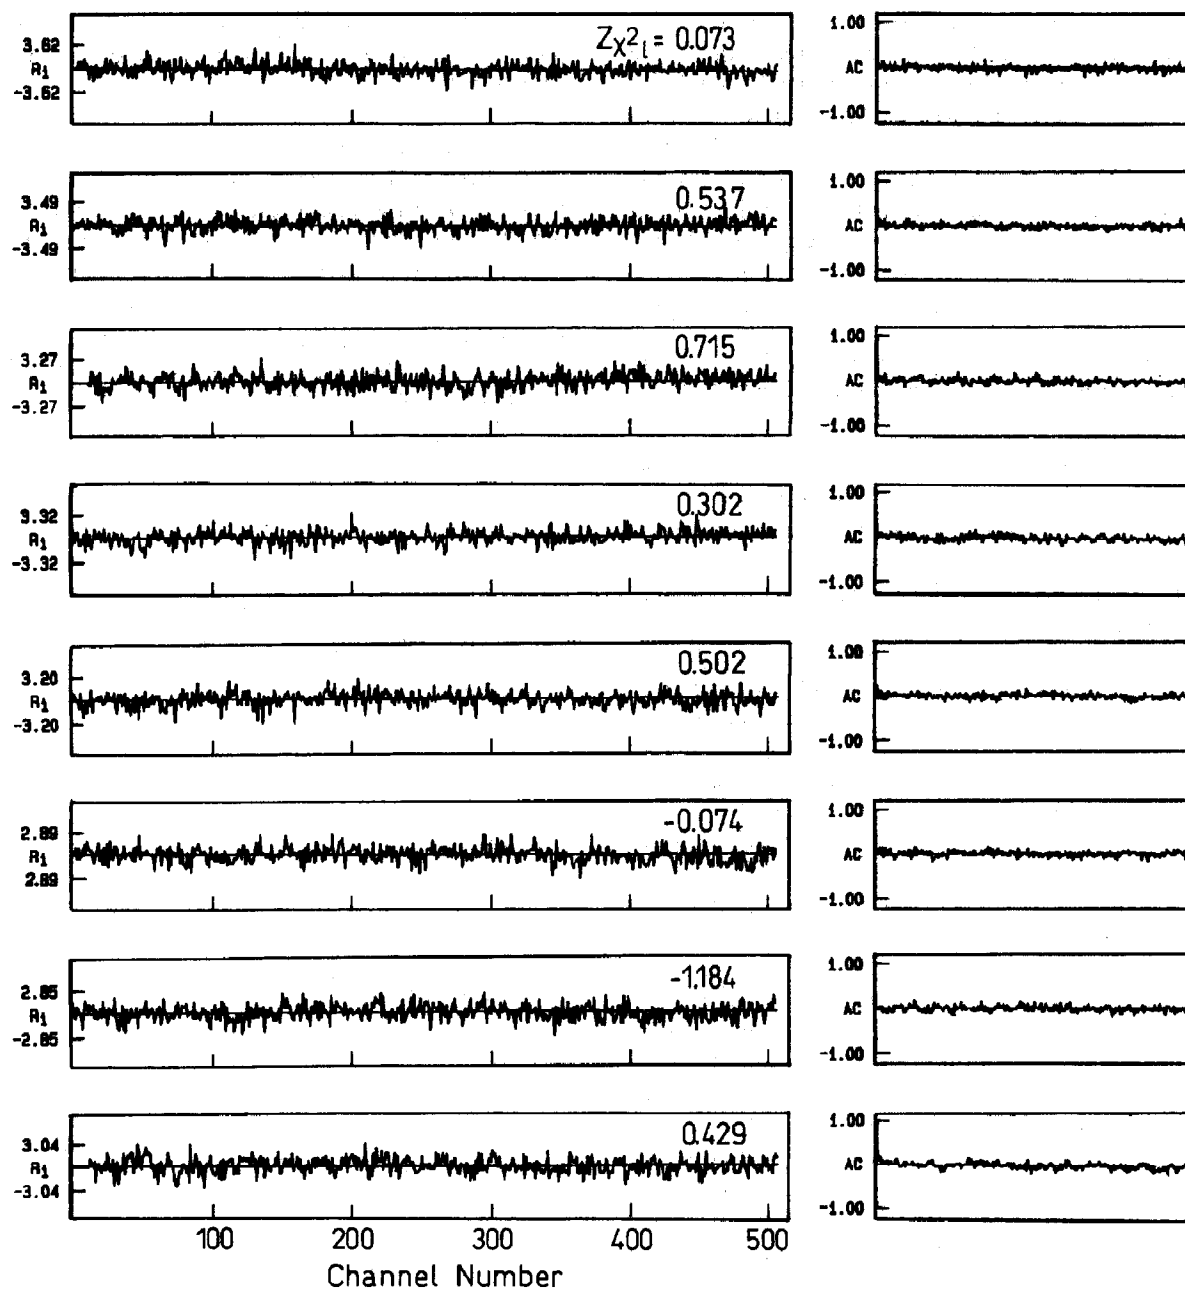 Zχ²₁ = 0.073
3.62
R₁
-3.62
1.00
AC
-1.00
0.537
3.49
R₁
-3.49
1.00
AC
-1.00
0.715
3.27
R₁
-3.27
1.00
AC
-1.00
0.302
3.32
R₁
-3.32
1.00
AC
-1.00
0.502
3.20
R₁
-3.20
1.00
AC
-1.00
-0.074
2.89
R₁
2.89
1.00
AC
-1.00
-1.184
2.85
R₁
-2.85
1.00
AC
-1.00
0.429
3.04
R₁
-3.04
1.00
AC
-1.00
100 200 300 400 500
Channel Number